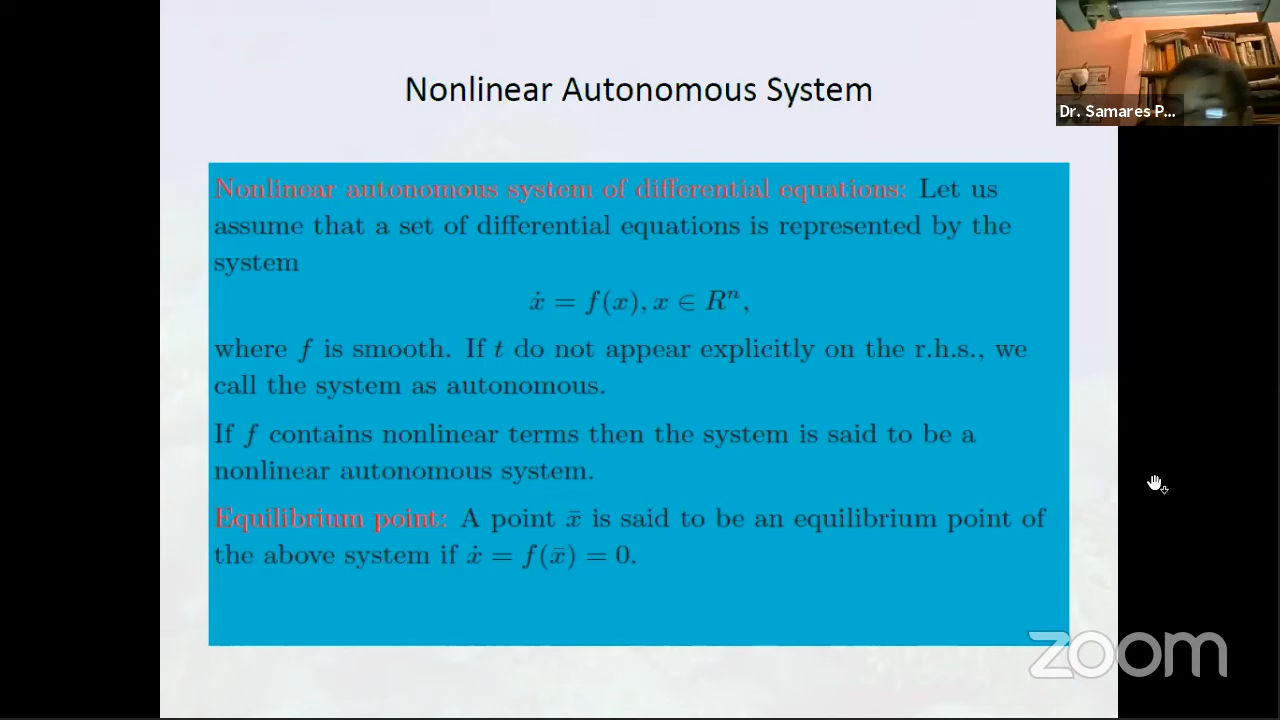 Nonlinear Autonomous System
Dr. Samares P...
Nonlinear autonomous system of differential equations: Let us
assume that a set of differential equations is represented by the
system
ẋ = f(x), x ∈ Rⁿ,
where f is smooth. If t do not appear explicitly on the r.h.s., we
call the system as autonomous.
If f contains nonlinear terms then the system is said to be a
nonlinear autonomous system.
Equilibrium point: A point x̄ is said to be an equilibrium point of
the above system if ẋ = f(x̄) = 0.
zoom